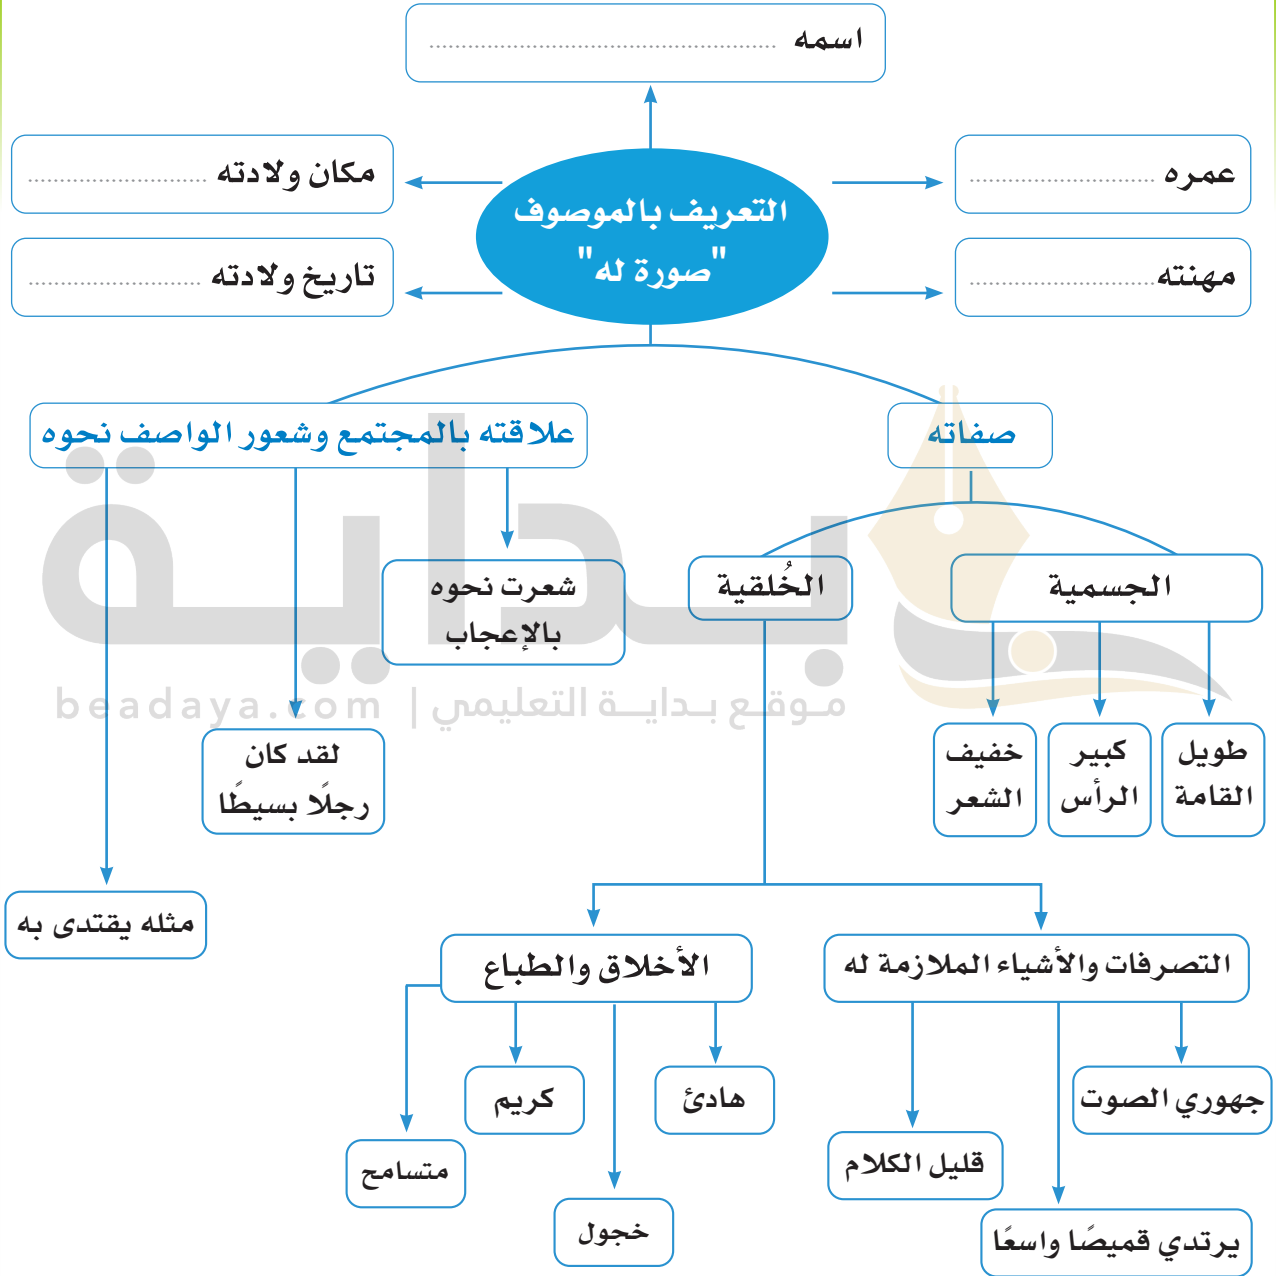 اسمه ......................................................
عمره ............................
مكان ولادته ............................
التعريف بالموصوف
"صورة له"
مهنته ............................
تاريخ ولادته ............................
صفاته
علاقته بالمجتمع وشعور الواصف نحوه
الجسمية
الخُلقية
شعرت نحوه
بالإعجاب
طويل
القامة
كبير
الرأس
خفيف
الشعر
لقد كان
رجلًا بسيطًا
مثله يقتدى به
التصرفات والأشياء الملازمة له
الأخلاق والطباع
جهوري الصوت
يرتدي قميصًا واسعًا
قليل الكلام
هادئ
خجول
كريم
متسامح
بداية
موقع بداية التعليمي | beadaya.com